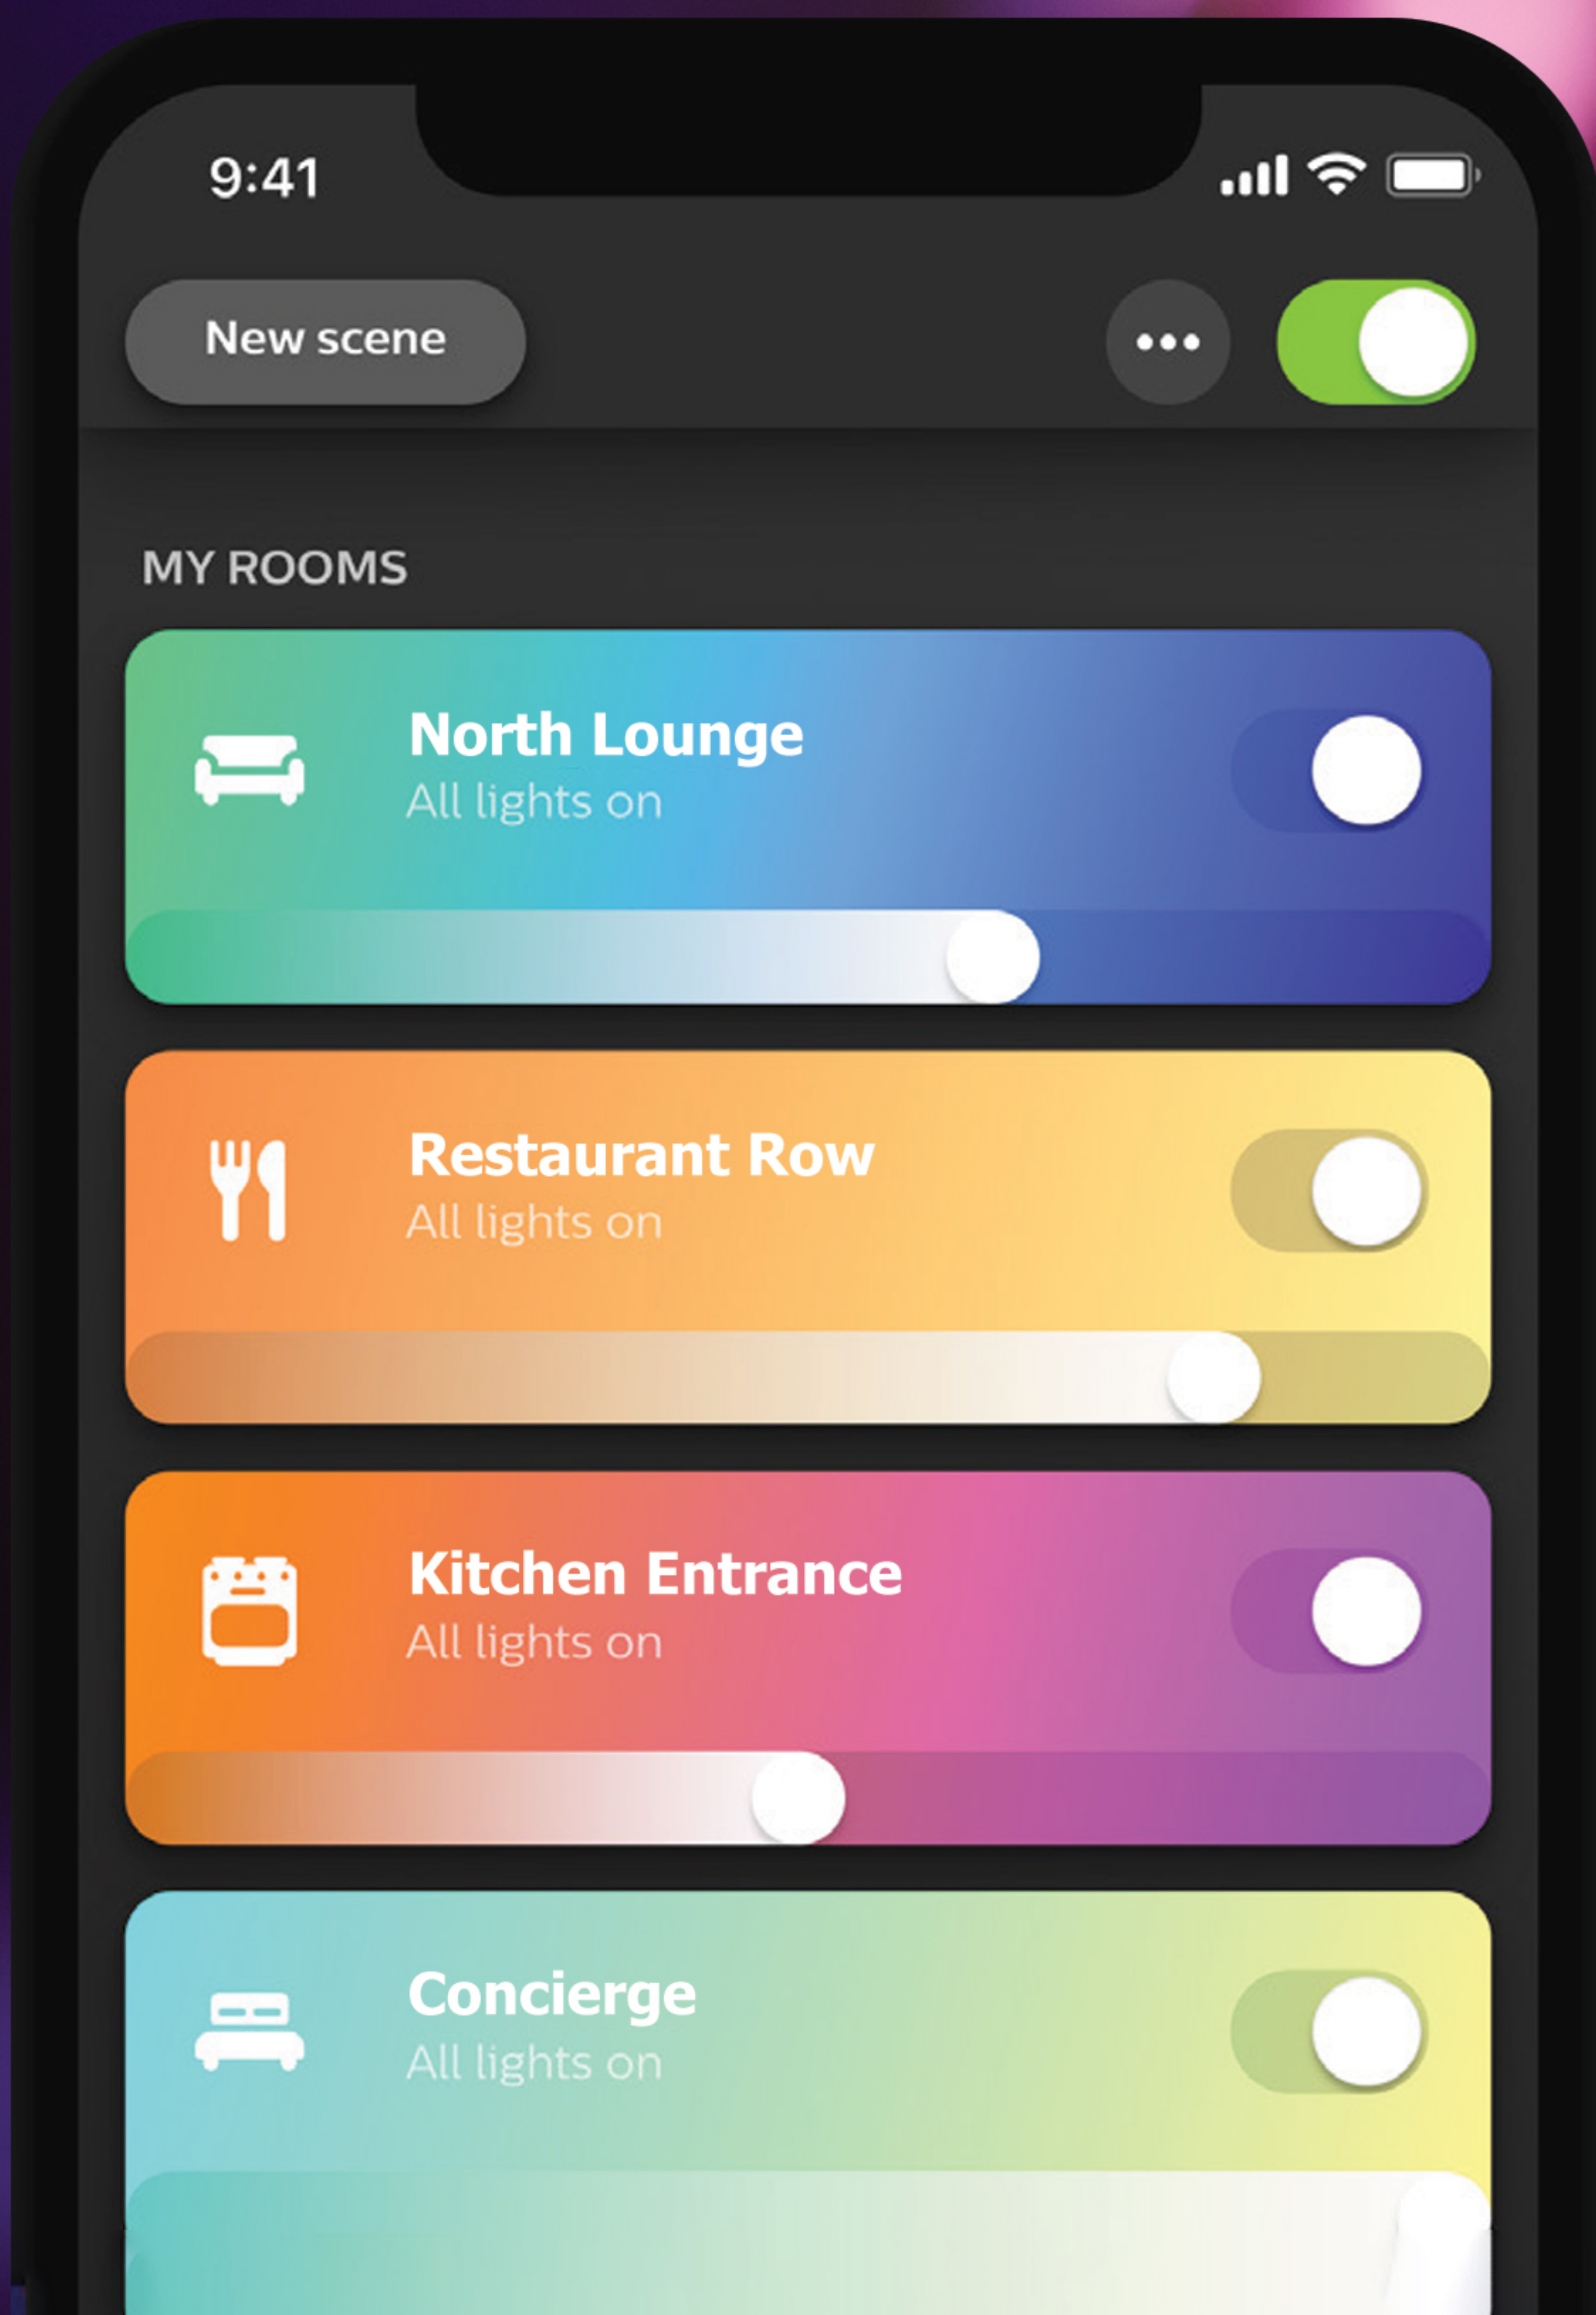 9:41
New scene
MY ROOMS
North Lounge
All lights on
Restaurant Row
All lights on
Kitchen Entrance
All lights on
Concierge
All lights on